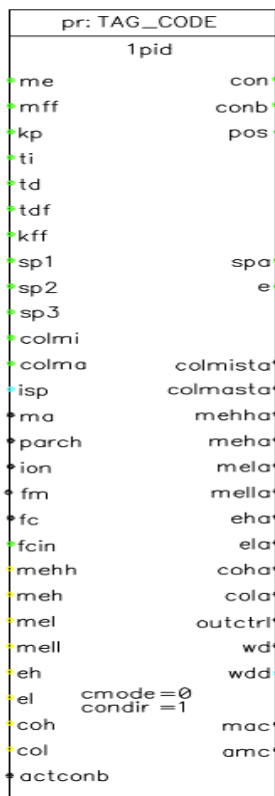 pr: TAG_CODE
1pid
me con
mff conb
kp pos
ti
td
tdf
kff
sp1 spa
sp2 e
sp3
colmi
colma colmista
isp colmasta
ma mehha
parch meha
ion mela
fm mella
fc eha
fcin ela
mehh coha
meh cola
mel outctrl
mell wd
eh wdd
el cmode =0
condir =1
coh mac
col amc
actconb